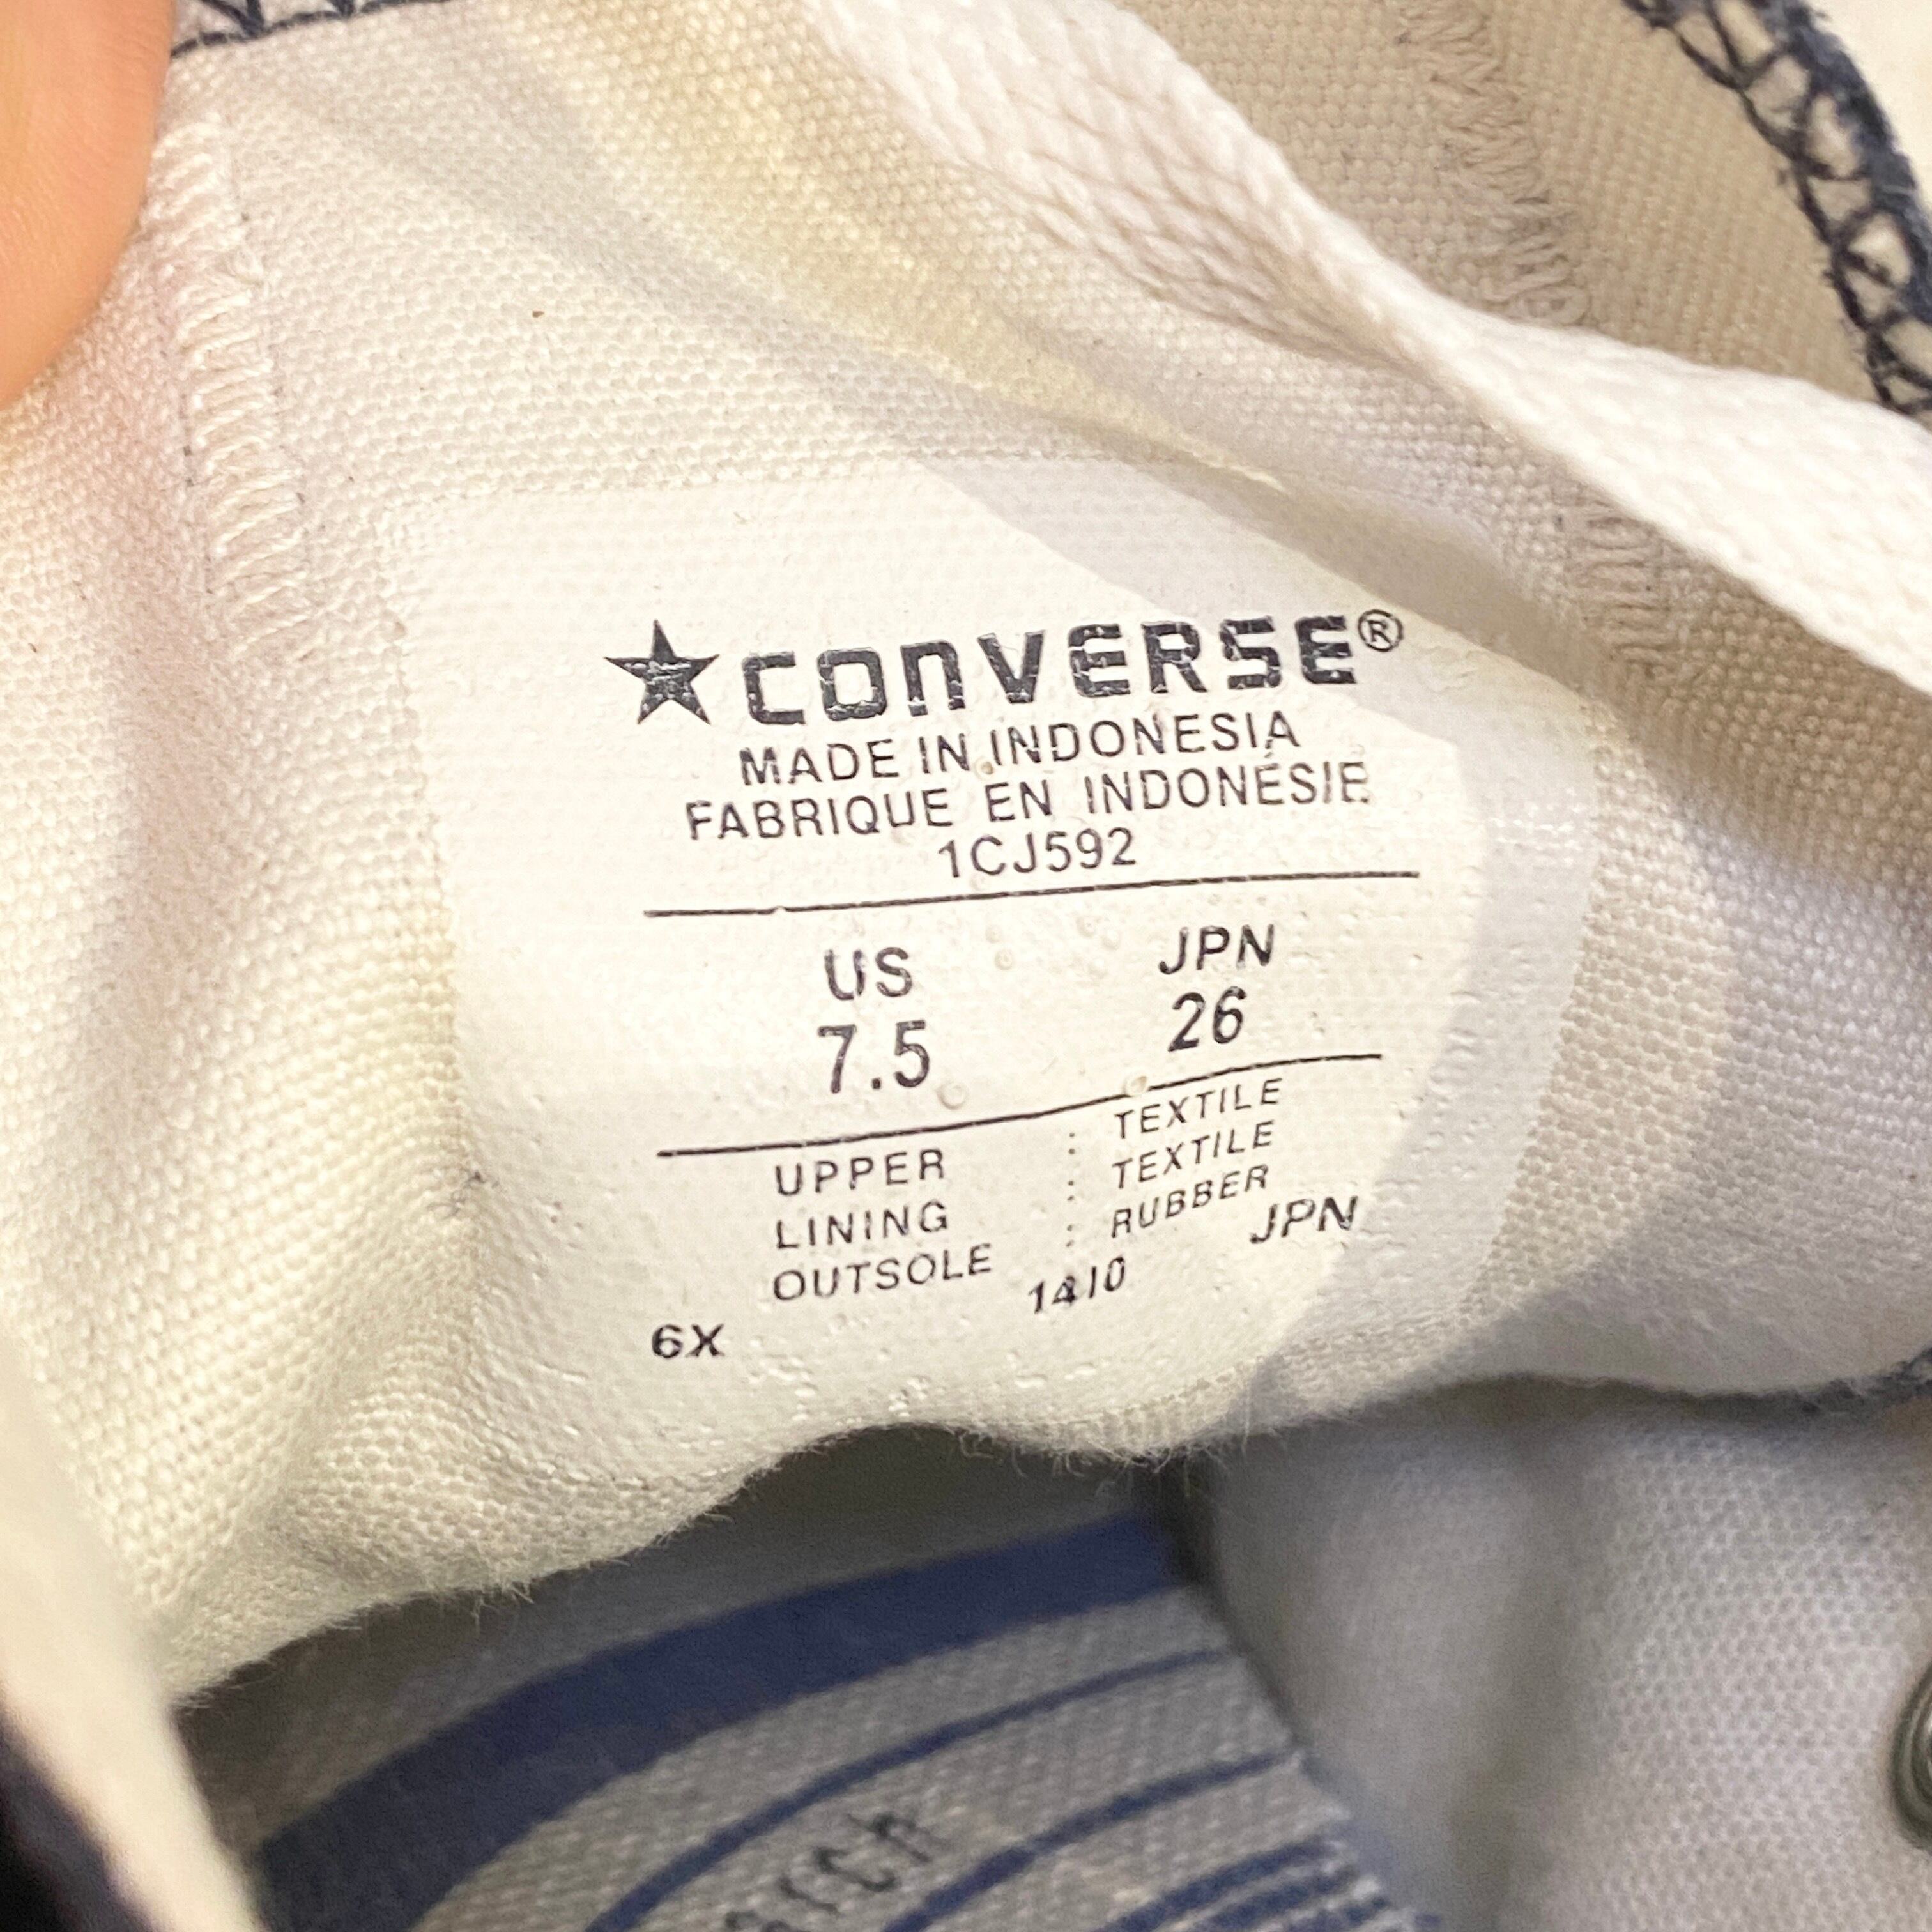 ★CONVERSE®
MADE IN INDONESIA
FABRIQUE EN INDONÉSIE
1CJ592
US JPN
7.5 26
UPPER : TEXTILE
LINING : TEXTILE
OUTSOLE : RUBBER
6X 1410 JPN